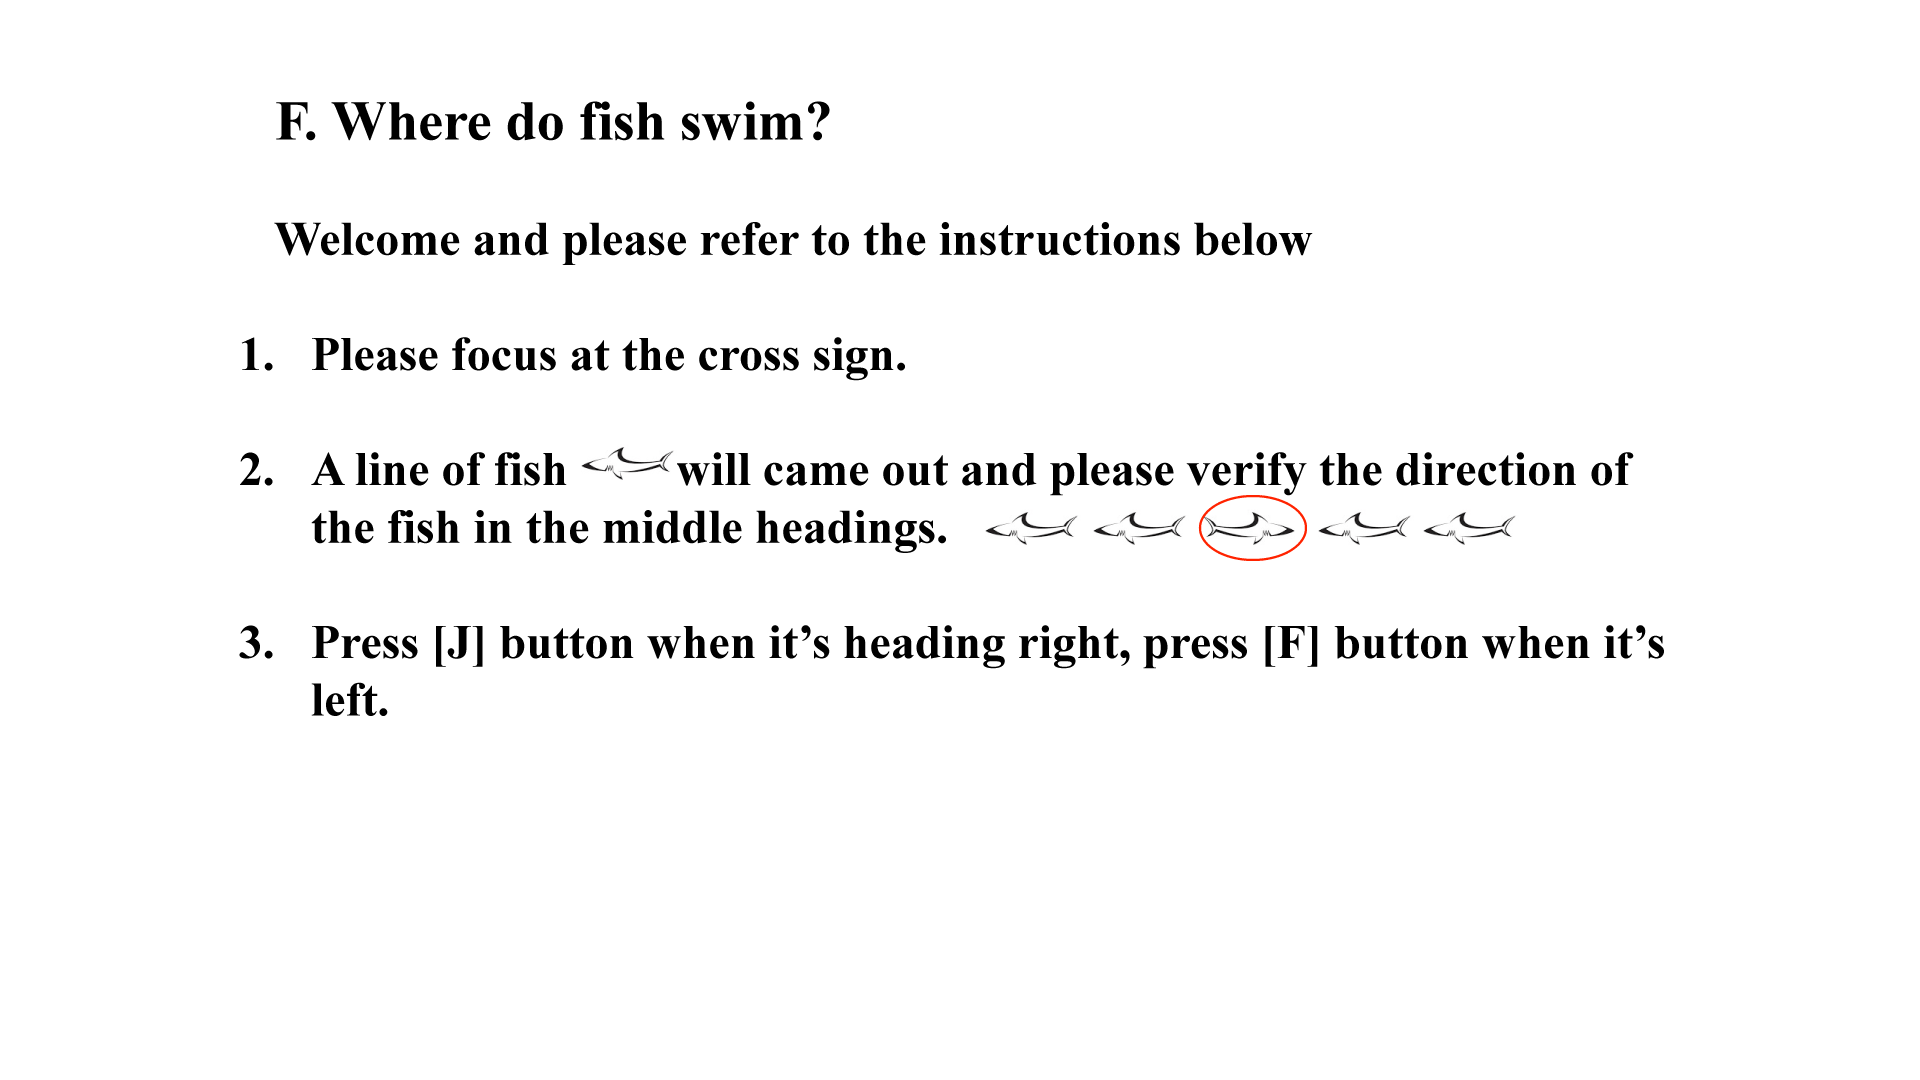 F. Where do fish swim?
Welcome and please refer to the instructions below
1. Please focus at the cross sign.
2. A line of fish will came out and please verify the direction of
the fish in the middle headings.
3. Press [J] button when it’s heading right, press [F] button when it’s
left.